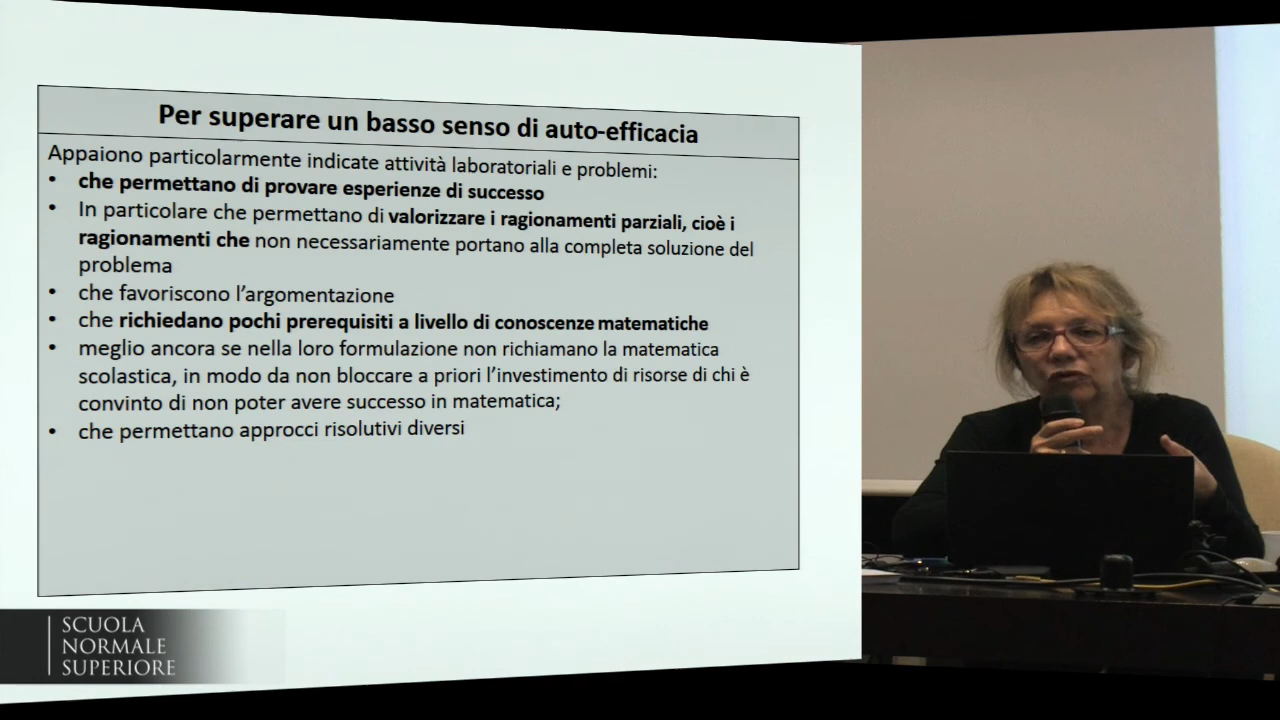 Per superare un basso senso di auto-efficacia
Appaiono particolarmente indicate attività laboratoriali e problemi:
• che permettano di provare esperienze di successo
• In particolare che permettano di valorizzare i ragionamenti parziali, cioè i
ragionamenti che non necessariamente portano alla completa soluzione del
problema
• che favoriscono l'argomentazione
• che richiedano pochi prerequisiti a livello di conoscenze matematiche
• meglio ancora se nella loro formulazione non richiamano la matematica
scolastica, in modo da non bloccare a priori l'investimento di risorse di chi è
convinto di non poter avere successo in matematica;
• che permettano approcci risolutivi diversi
SCUOLA
NORMALE
SUPERIORE